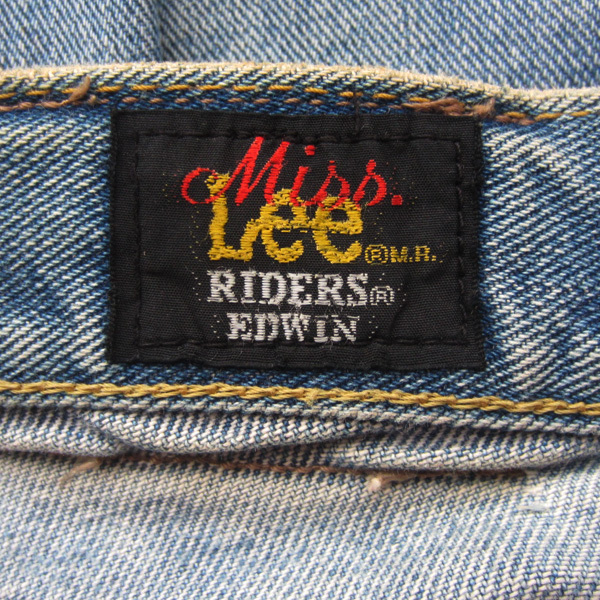 Miss.
Lee ® M.R.
RIDERS ®
EDWIN